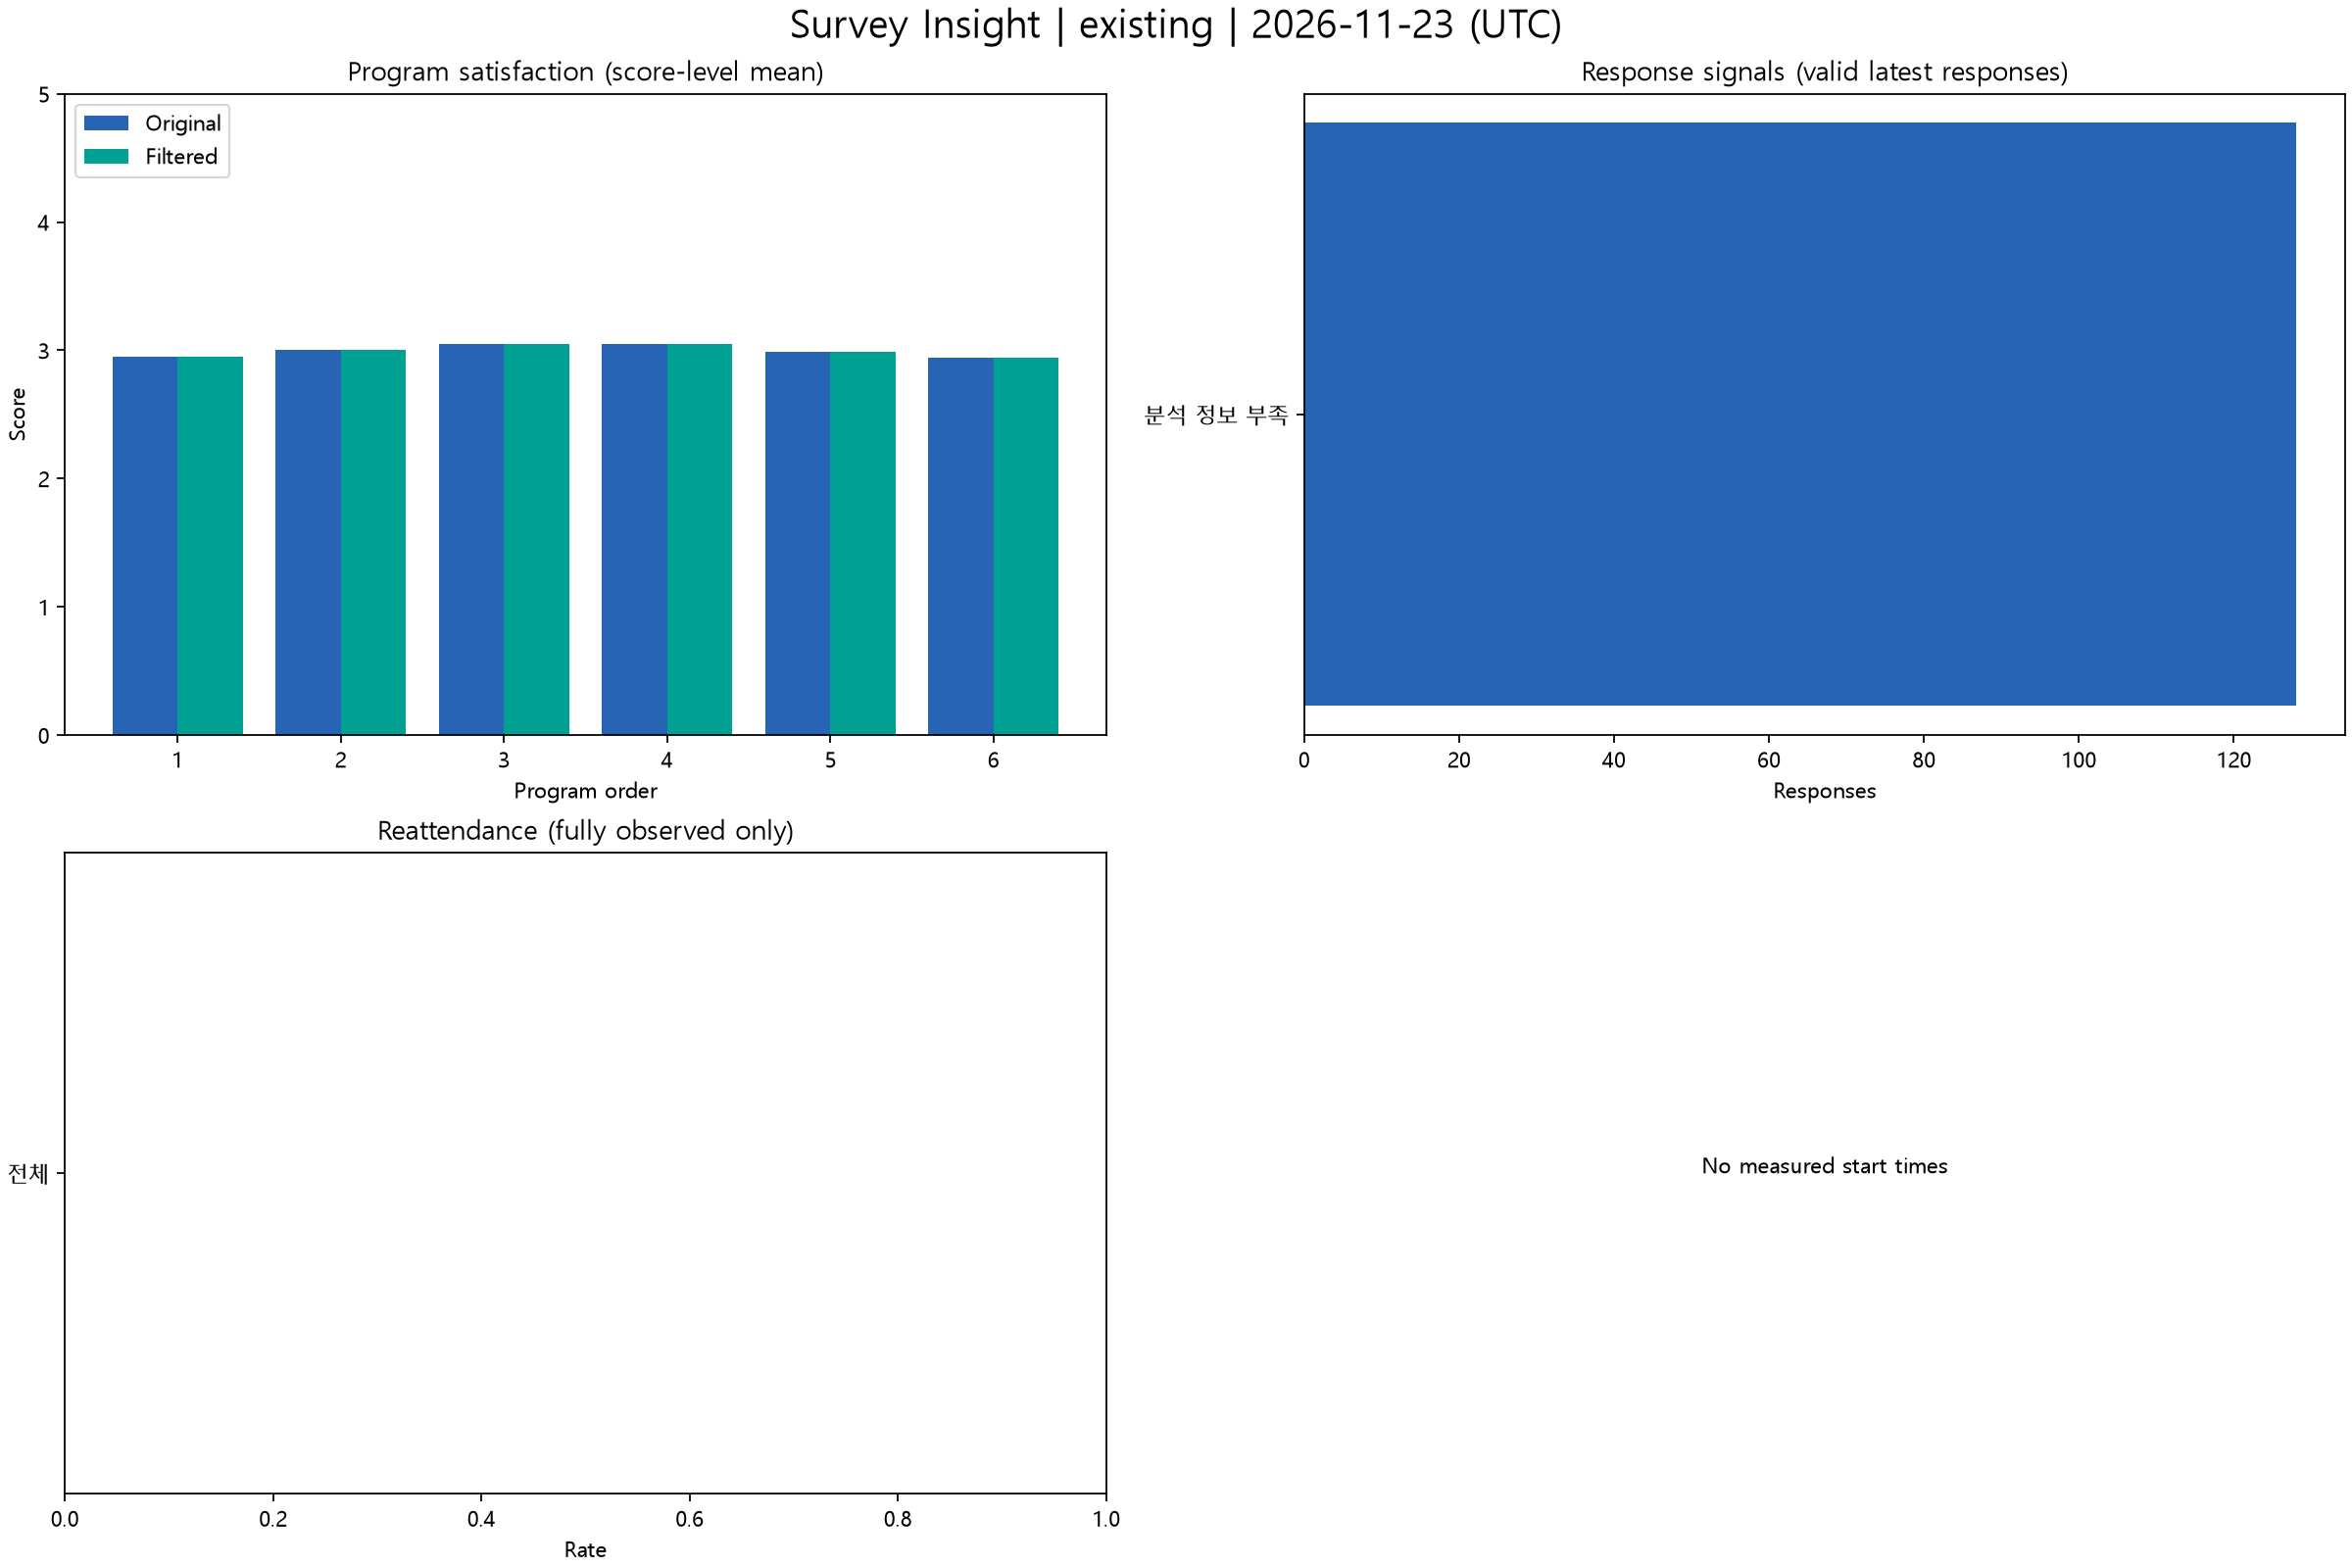 Survey Insight | existing | 2026-11-23 (UTC)
Program satisfaction (score-level mean)
Original
Filtered
5
4
3
2
1
0
Score
1 2 3 4 5 6
Program order
Response signals (valid latest responses)
분석 정보 부족
0 20 40 60 80 100 120
Responses
Reattendance (fully observed only)
전체
0.0 0.2 0.4 0.6 0.8 1.0
Rate
No measured start times